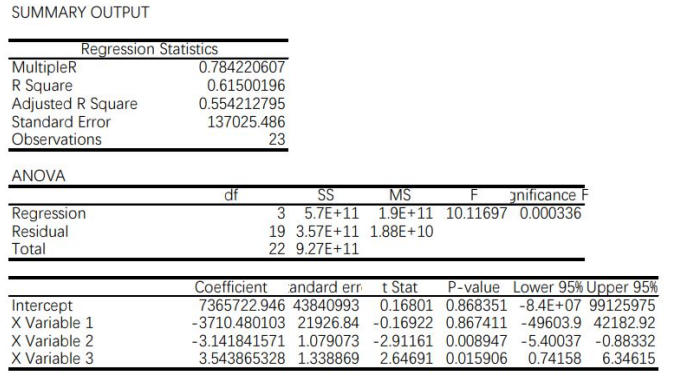 SUMMARY OUTPUT
Regression Statistics
MultipleR 0.784220607
R Square 0.61500196
Adjusted R Square 0.554212795
Standard Error 137025.486
Observations 23
ANOVA
df SS MS F gnificance F
Regression 3 5.7E+11 1.9E+11 10.11697 0.000336
Residual 19 3.57E+11 1.88E+10
Total 22 9.27E+11
Coefficient andard err t Stat P-value Lower 95% Upper 95%
Intercept 7365722.946 43840993 0.16801 0.868351 -8.4E+07 99125975
X Variable 1 -3710.480103 21926.84 -0.16922 0.867411 -49603.9 42182.92
X Variable 2 -3.141841571 1.079073 -2.91161 0.008947 -5.40037 -0.88332
X Variable 3 3.543865328 1.338869 2.64691 0.015906 0.74158 6.34615